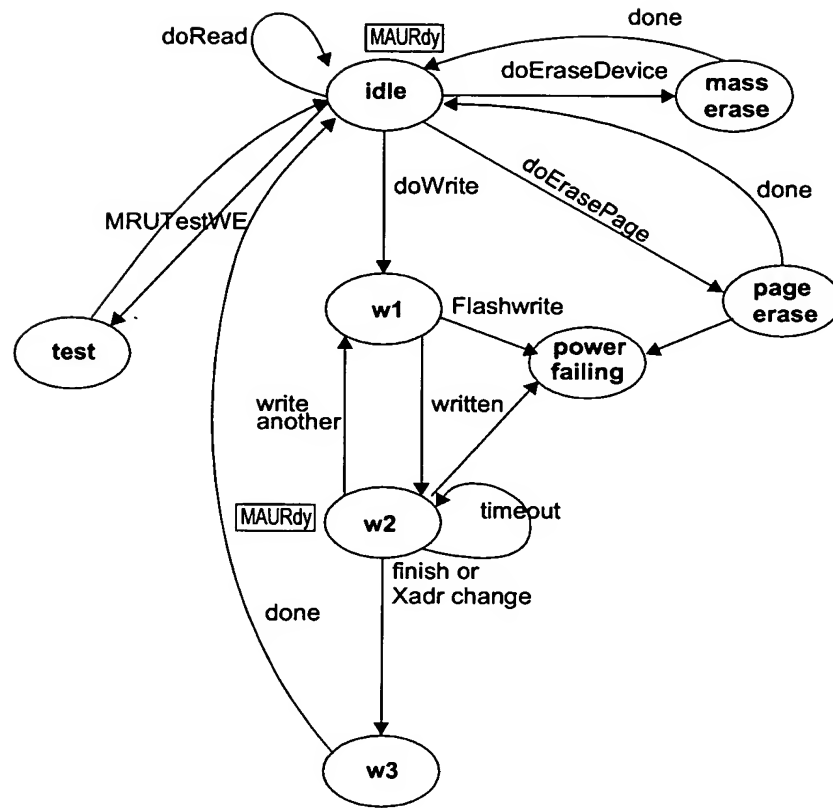 done
doRead
MAURdy
doEraseDevice
idle
mass
erase
doErasePage
doWrite
done
MRUTestWE
w1
Flashwrite
page
erase
test
power
failing
write
another
written
MAURdy
w2
timeout
finish or
Xadr change
done
w3